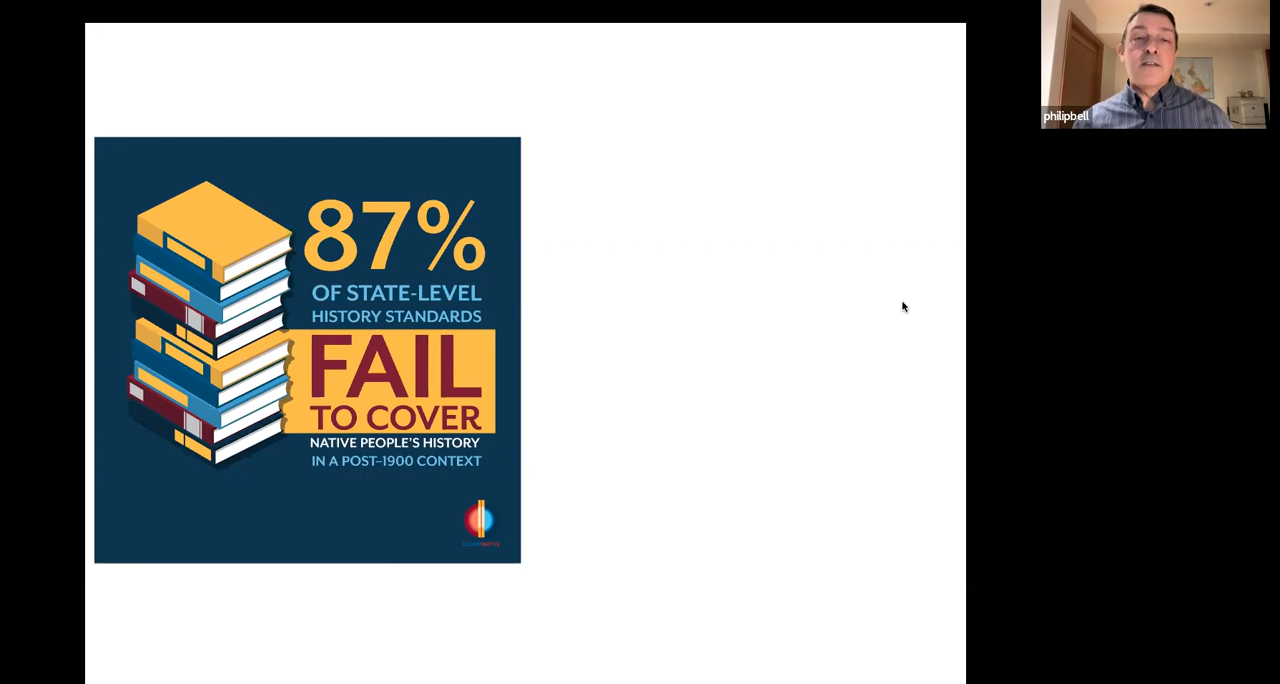 87%
OF STATE-LEVEL
HISTORY STANDARDS
FAIL
TO COVER
NATIVE PEOPLE'S HISTORY
IN A POST-1900 CONTEXT
philipbell